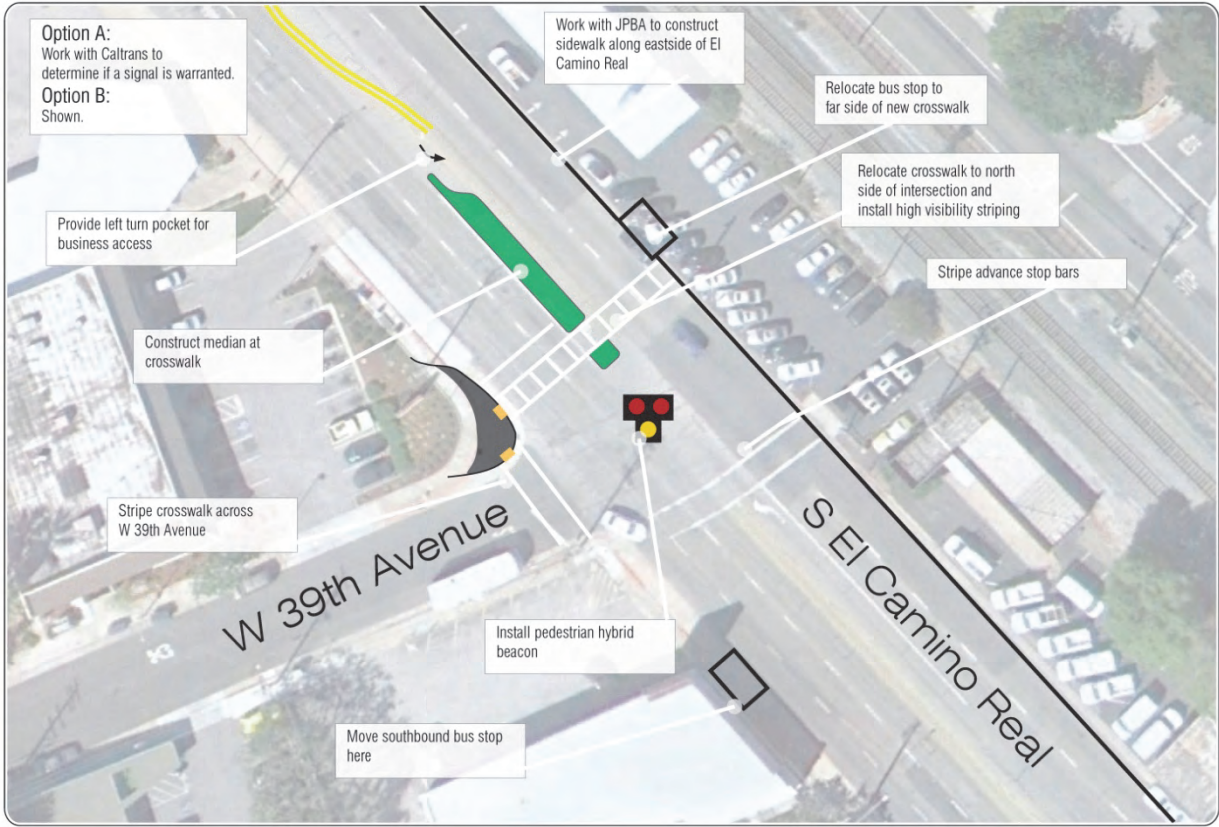 Option A:
Work with Caltrans to
determine if a signal is warranted.
Option B:
Shown.
Work with JPBA to construct
sidewalk along eastside of El
Camino Real
Relocate bus stop to
far side of new crosswalk
Relocate crosswalk to north
side of intersection and
install high visibility striping
Provide left turn pocket for
business access
Stripe advance stop bars
Construct median at
crosswalk
Stripe crosswalk across
W 39th Avenue
W 39th Avenue
S El Camino Real
Install pedestrian hybrid
beacon
Move southbound bus stop
here